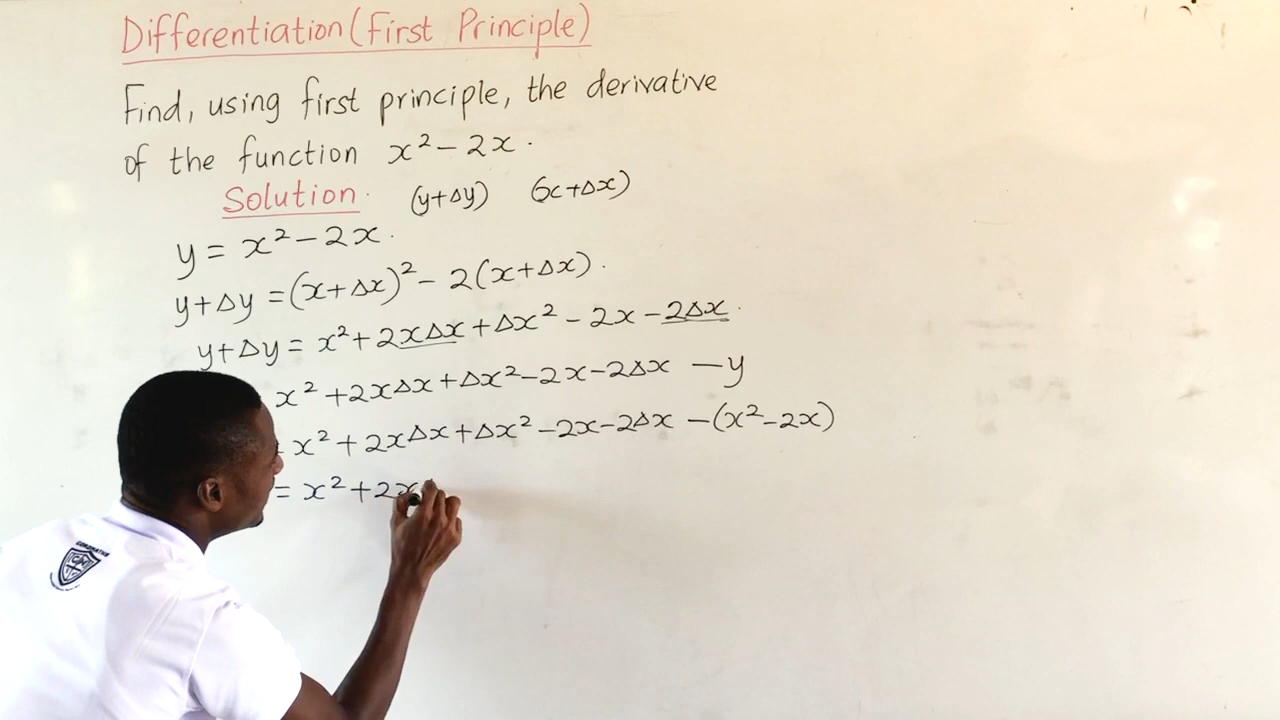 Differentiation (First Principle)
Find, using first principle, the derivative
of the function x² - 2x.
Solution. (y+Δy) (x+Δx)
y = x² - 2x.
y+Δy = (x+Δx)² - 2(x+Δx).
y+Δy = x² + 2xΔx + Δx² - 2x - 2Δx.
x² + 2xΔx + Δx² - 2x - 2Δx - y
x² + 2xΔx + Δx² - 2x - 2Δx - (x² - 2x)
= x² + 2x